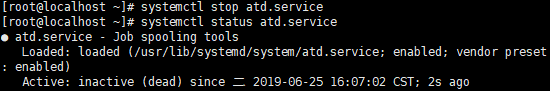 [root@localhost ~]# systemctl stop atd.service
[root@localhost ~]# systemctl status atd.service
● atd.service - Job spooling tools
   Loaded: loaded (/usr/lib/systemd/system/atd.service; enabled; vendor preset
: enabled)
   Active: inactive (dead) since 二 2019-06-25 16:07:02 CST; 2s ago